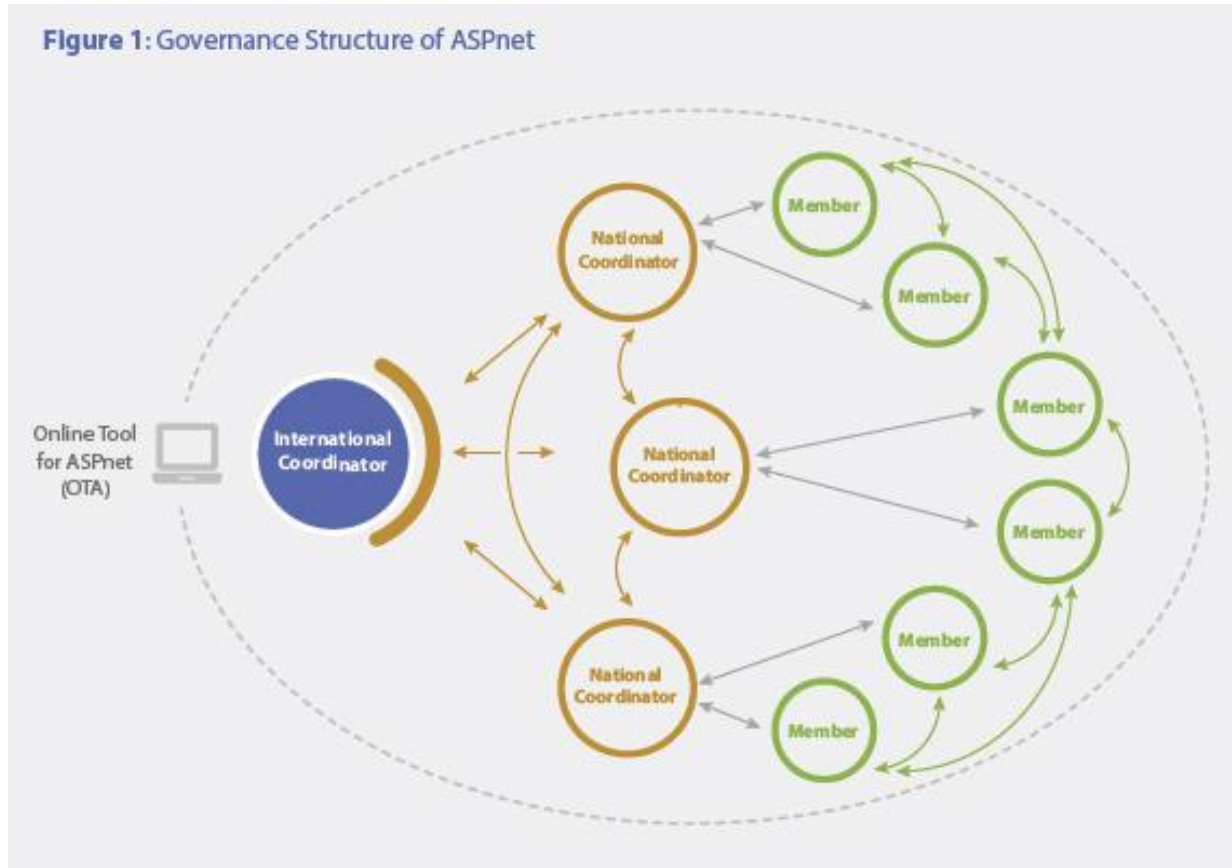 Figure 1: Governance Structure of ASPnet
Member
National
Coordinator
Member
Member
International
Coordinator
Online Tool
for ASPnet
(OTA)
National
Coordinator
Member
Member
National
Coordinator
Member